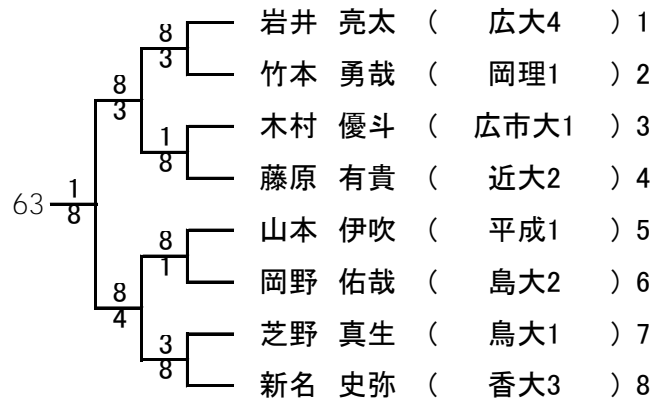 8 岩井 亮太 ( 広大4 ) 1
3 竹本 勇哉 ( 岡理1 ) 2
8
3
1 木村 優斗 ( 広市大1 ) 3
8 藤原 有貴 ( 近大2 ) 4
63 1
8
8 山本 伊吹 ( 平成1 ) 5
1 岡野 佑哉 ( 島大2 ) 6
8
4
3 芝野 真生 ( 鳥大1 ) 7
8 新名 史弥 ( 香大3 ) 8